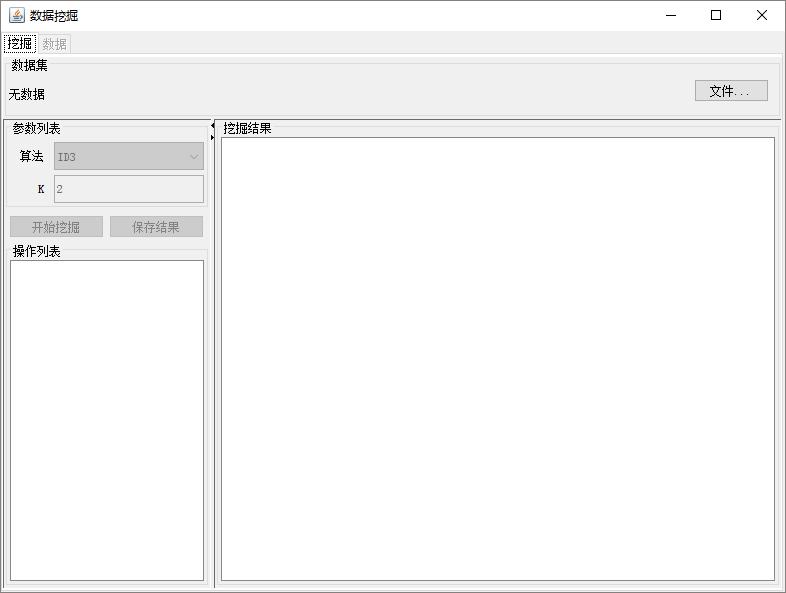 数据挖掘
挖掘 数据
数据集
无数据
文件...
参数列表
算法 ID3
K 2
开始挖掘 保存结果
操作列表
挖掘结果